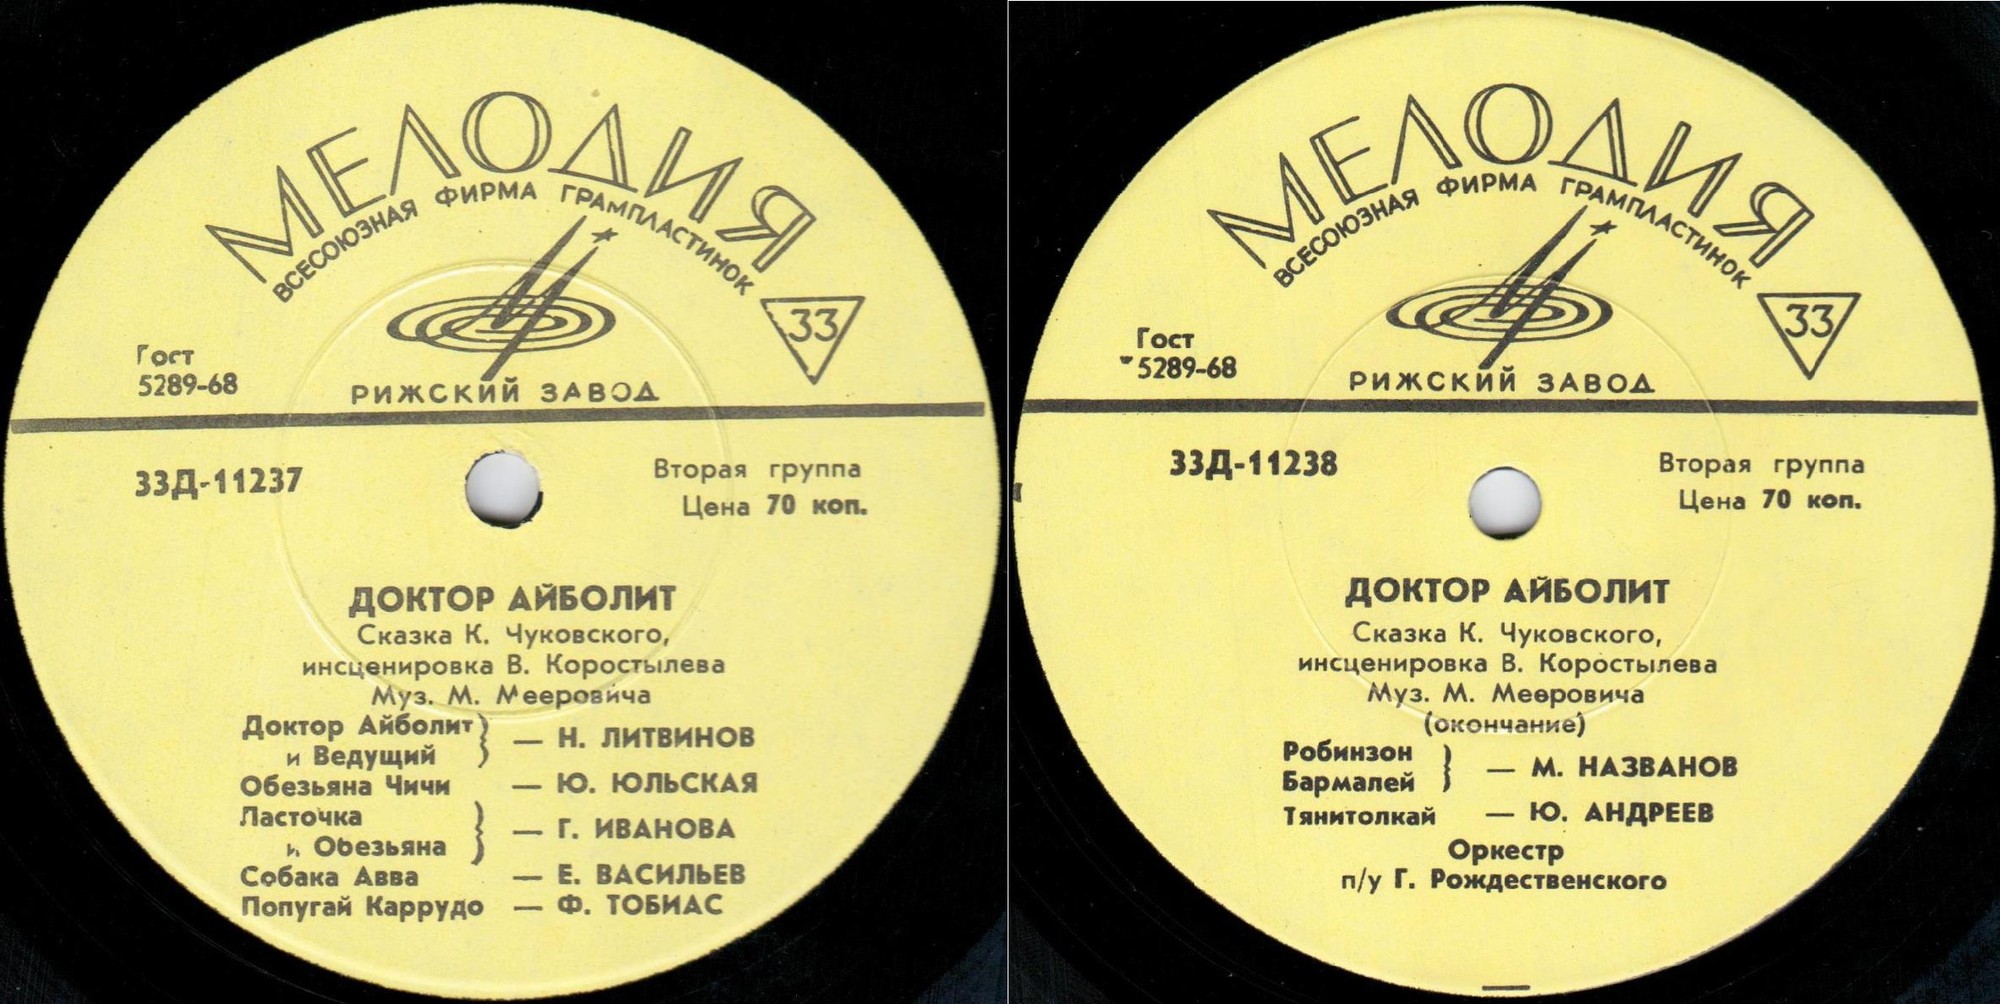 МЕЛОДИЯ
ВСЕСОЮЗНАЯ ФИРМА ГРАМПЛАСТИНОК
33
Гост
5289-68
РИЖСКИЙ ЗАВОД
33Д-11237
Вторая группа
Цена 70 коп.
ДОКТОР АЙБОЛИТ
Сказка К. Чуковского,
инсценировка В. Коростылева
Муз. М. Мееровича
Доктор Айболит
и Ведущий } — Н. ЛИТВИНОВ
Обезьяна Чичи — Ю. ЮЛЬСКАЯ
Ласточка
и Обезьяна } — Г. ИВАНОВА
Собака Авва — Е. ВАСИЛЬЕВ
Попугай Каррудо — Ф. ТОБИАС
МЕЛОДИЯ
ВСЕСОЮЗНАЯ ФИРМА ГРАМПЛАСТИНОК
33
Гост
5289-68
РИЖСКИЙ ЗАВОД
33Д-11238
Вторая группа
Цена 70 коп.
ДОКТОР АЙБОЛИТ
Сказка К. Чуковского,
инсценировка В. Коростылева
Муз. М. Мееровича
(окончание)
Робинзон
Бармалей } — М. НАЗВАНОВ
Тянитолкай — Ю. АНДРЕЕВ
Оркестр
п/у Г. Рождественского